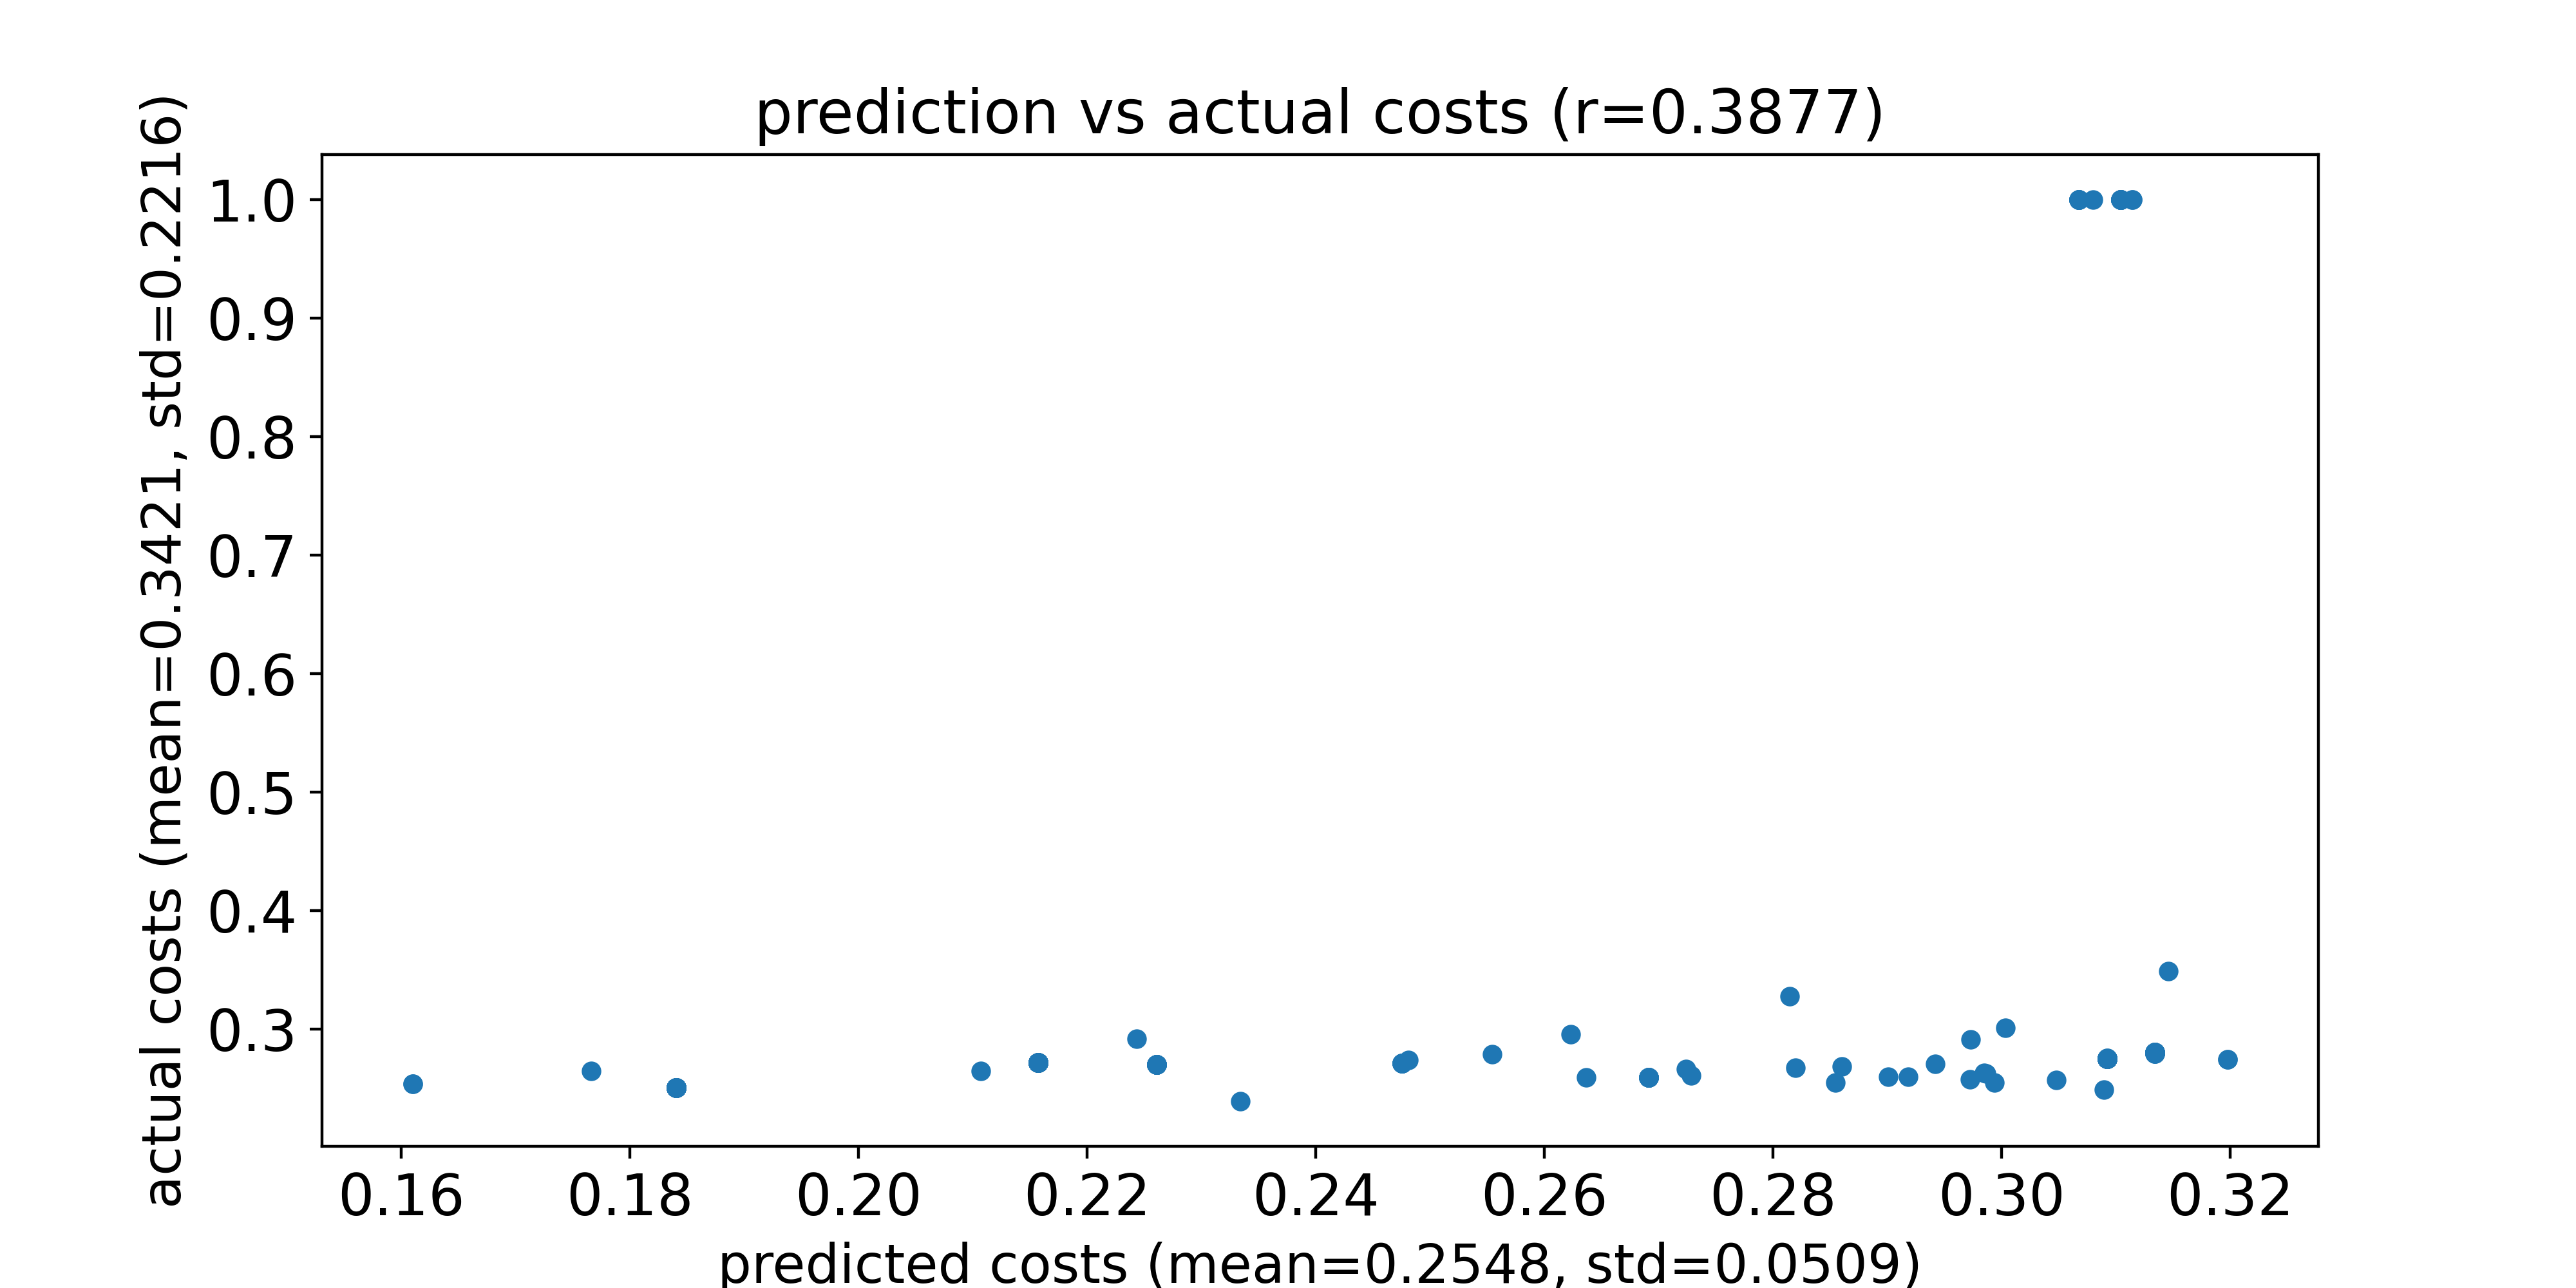 prediction vs actual costs (r=0.3877)
actual costs (mean=0.3421, std=0.2216)
1.0
0.9
0.8
0.7
0.6
0.5
0.4
0.3
0.16 0.18 0.20 0.22 0.24 0.26 0.28 0.30 0.32
predicted costs (mean=0.2548, std=0.0509)